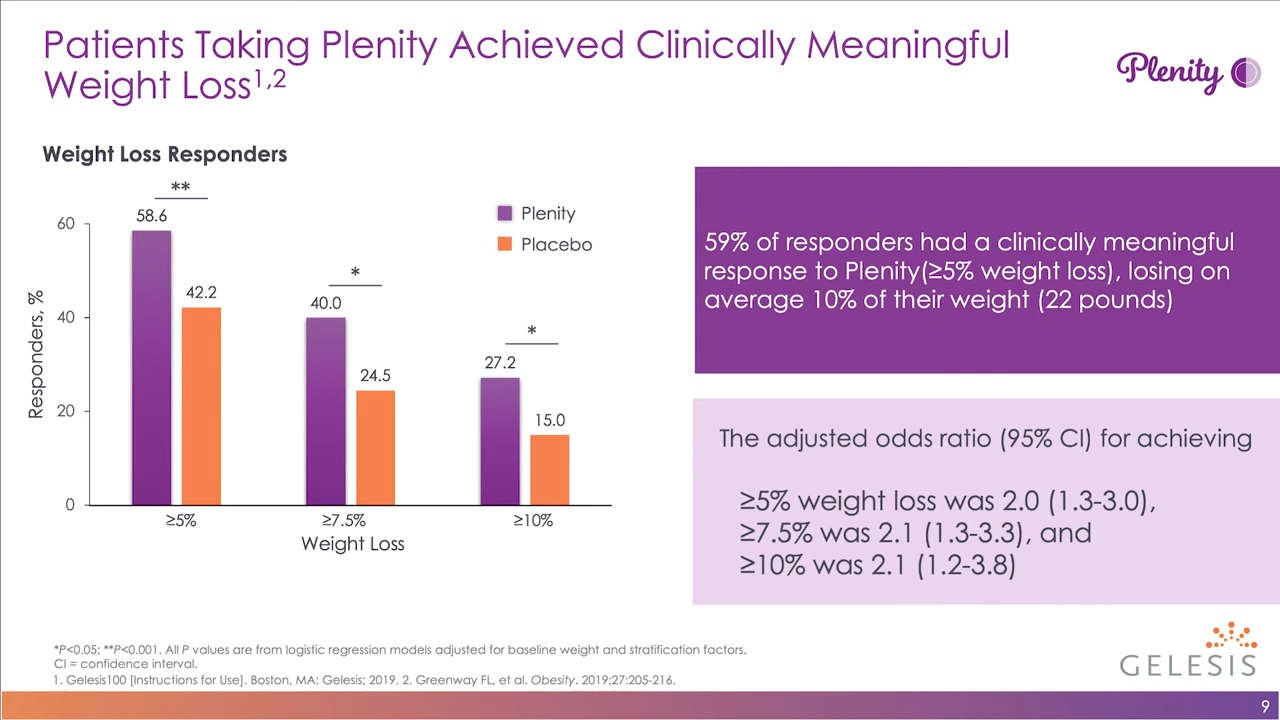 Patients Taking Plenity Achieved Clinically Meaningful
Weight Loss1,2
Plenity
Weight Loss Responders
**
58.6
42.2
*
40.0
24.5
*
27.2
15.0
Plenity
Placebo
60
40
20
0
Responders, %
≥5%
≥7.5%
≥10%
Weight Loss
59% of responders had a clinically meaningful
response to Plenity(≥5% weight loss), losing on
average 10% of their weight (22 pounds)
The adjusted odds ratio (95% CI) for achieving
≥5% weight loss was 2.0 (1.3-3.0),
≥7.5% was 2.1 (1.3-3.3), and
≥10% was 2.1 (1.2-3.8)
*P<0.05; **P<0.001. All P values are from logistic regression models adjusted for baseline weight and stratification factors.
CI = confidence interval.
1. Gelesis100 [Instructions for Use]. Boston, MA: Gelesis; 2019. 2. Greenway FL, et al. Obesity. 2019;27:205-216.
GELESIS
9